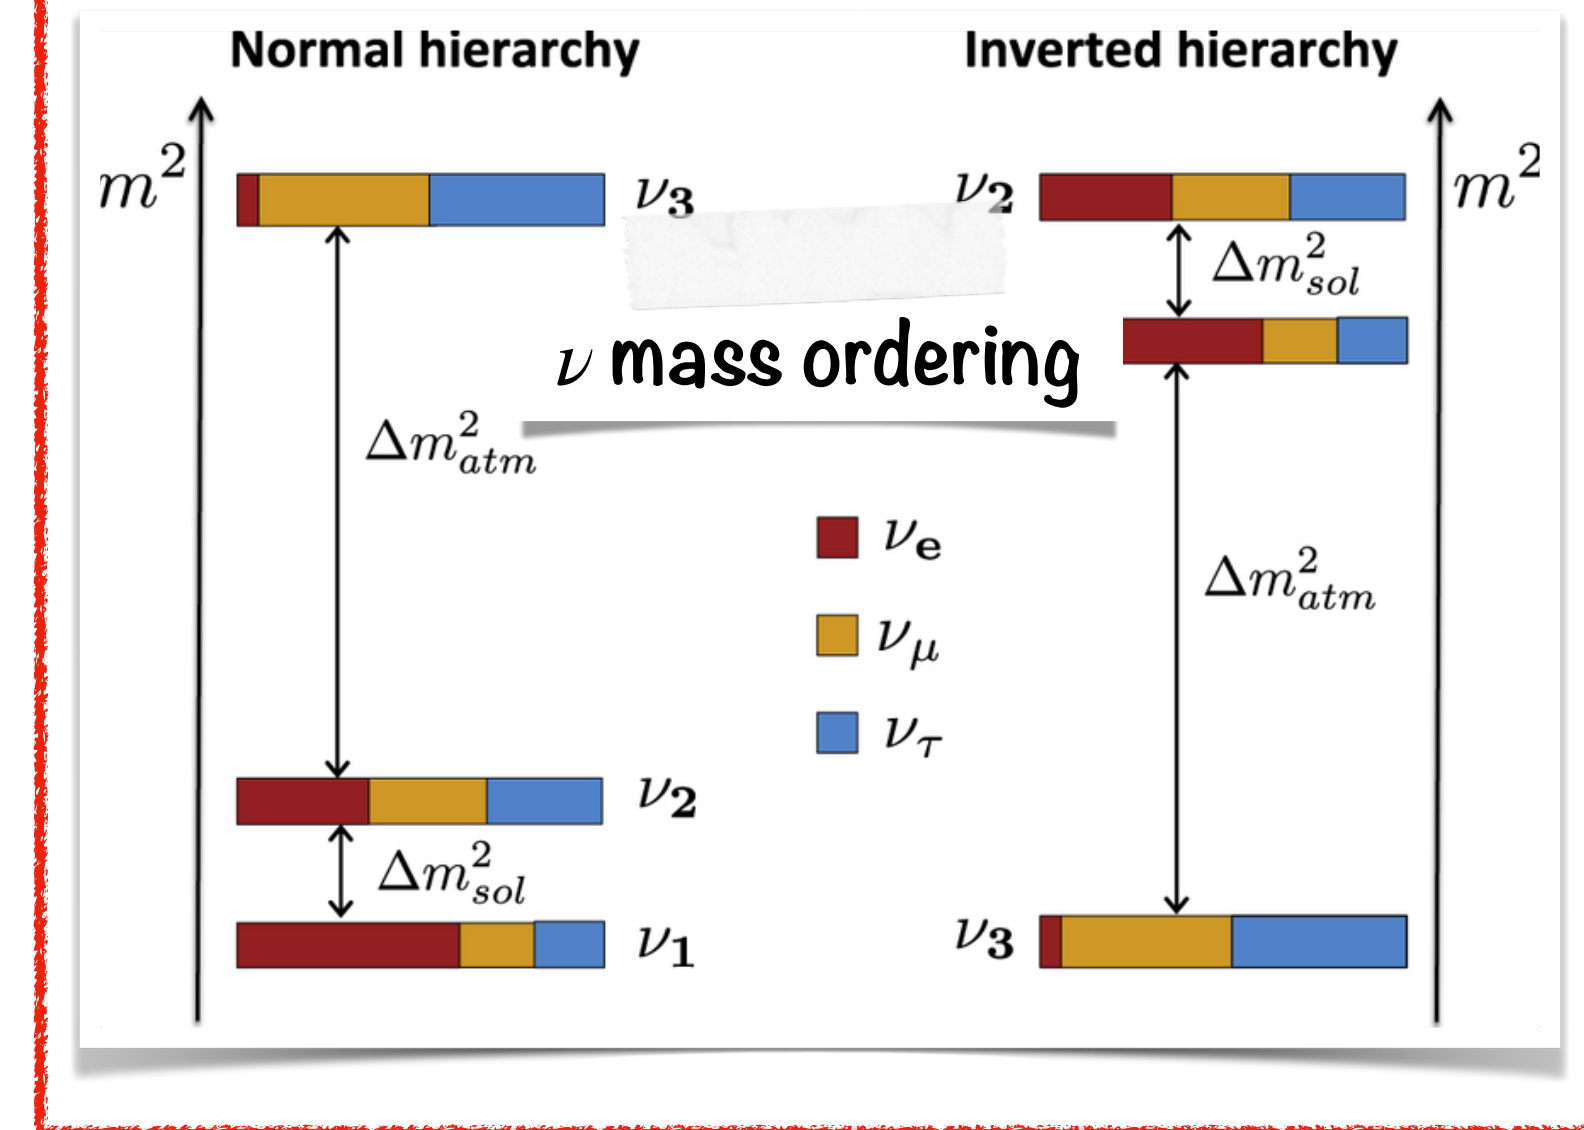 Normal hierarchy
Inverted hierarchy
m²
ν₃
ν₂
m²
Δm²sol
ν mass ordering
Δm²atm
νe
Δm²atm
νμ
ντ
ν₂
Δm²sol
ν₁
ν₃